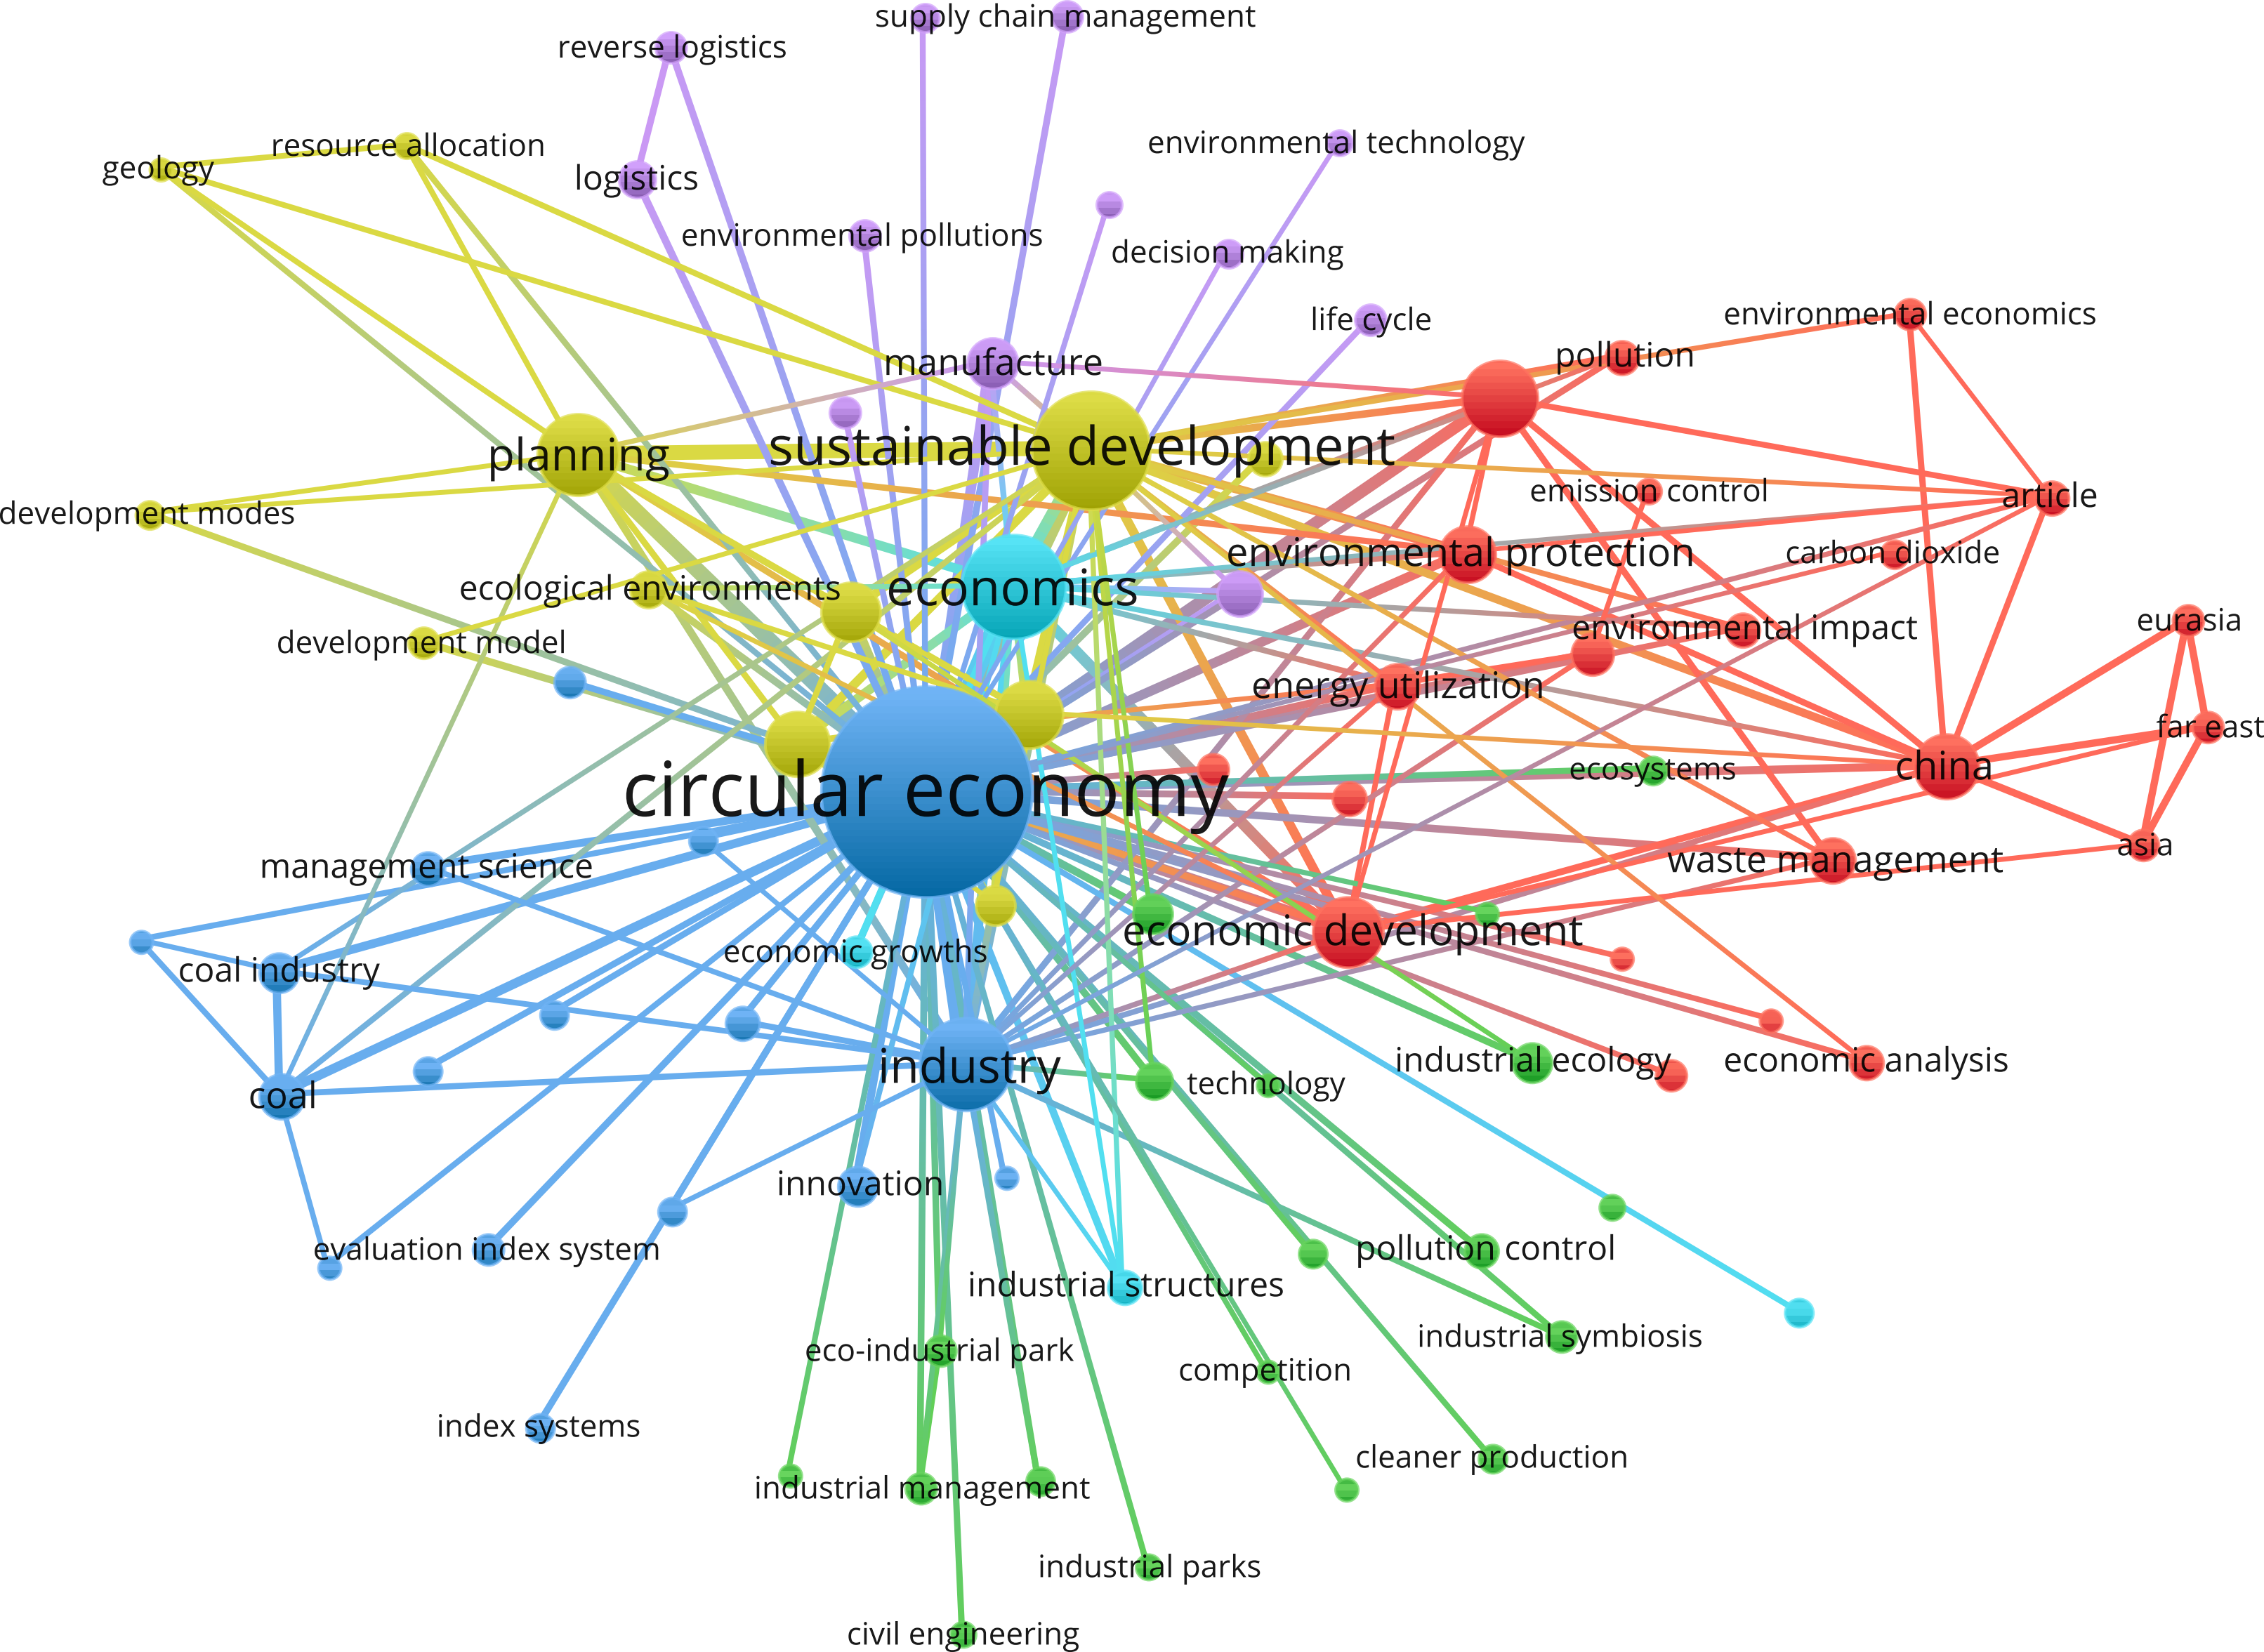 supply chain management
reverse logistics
environmental technology
resource allocation
geology
logistics
environmental pollutions
decision making
life cycle
environmental economics
manufacture
pollution
sustainable development
planning
emission control
article
development modes
environmental protection
carbon dioxide
ecological environments
economics
eurasia
environmental impact
development model
energy utilization
far east
china
ecosystems
circular economy
asia
waste management
management science
economic development
economic growths
coal industry
industrial ecology
economic analysis
industry
technology
coal
innovation
pollution control
evaluation index system
industrial structures
industrial symbiosis
eco-industrial park
competition
index systems
cleaner production
industrial management
industrial parks
civil engineering